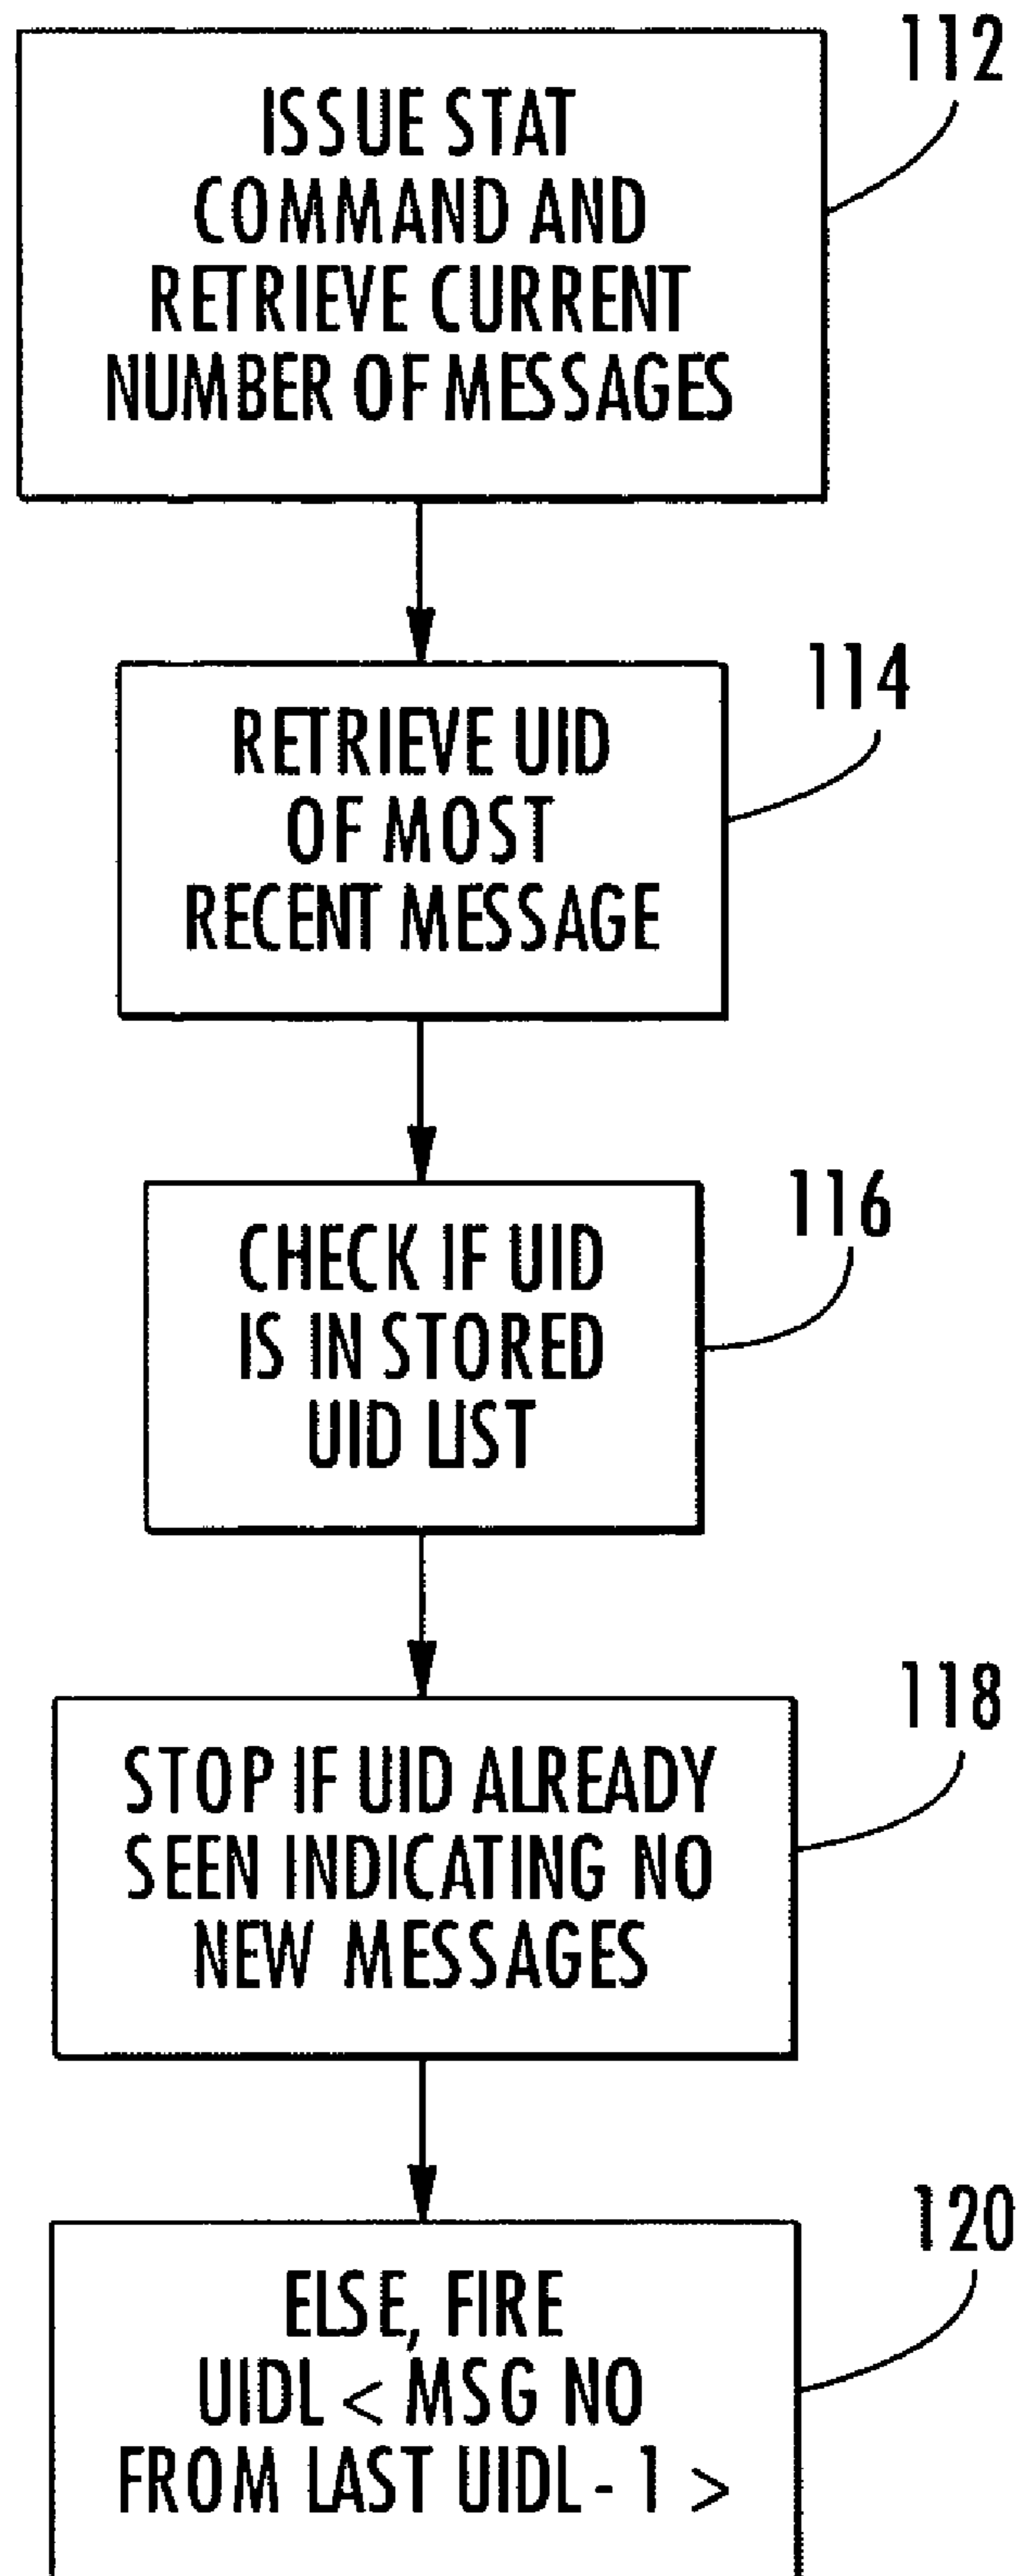 112
ISSUE STAT
COMMAND AND
RETRIEVE CURRENT
NUMBER OF MESSAGES
114
RETRIEVE UID
OF MOST
RECENT MESSAGE
116
CHECK IF UID
IS IN STORED
UID LIST
118
STOP IF UID ALREADY
SEEN INDICATING NO
NEW MESSAGES
120
ELSE, FIRE
UIDL < MSG NO
FROM LAST UIDL - 1 >